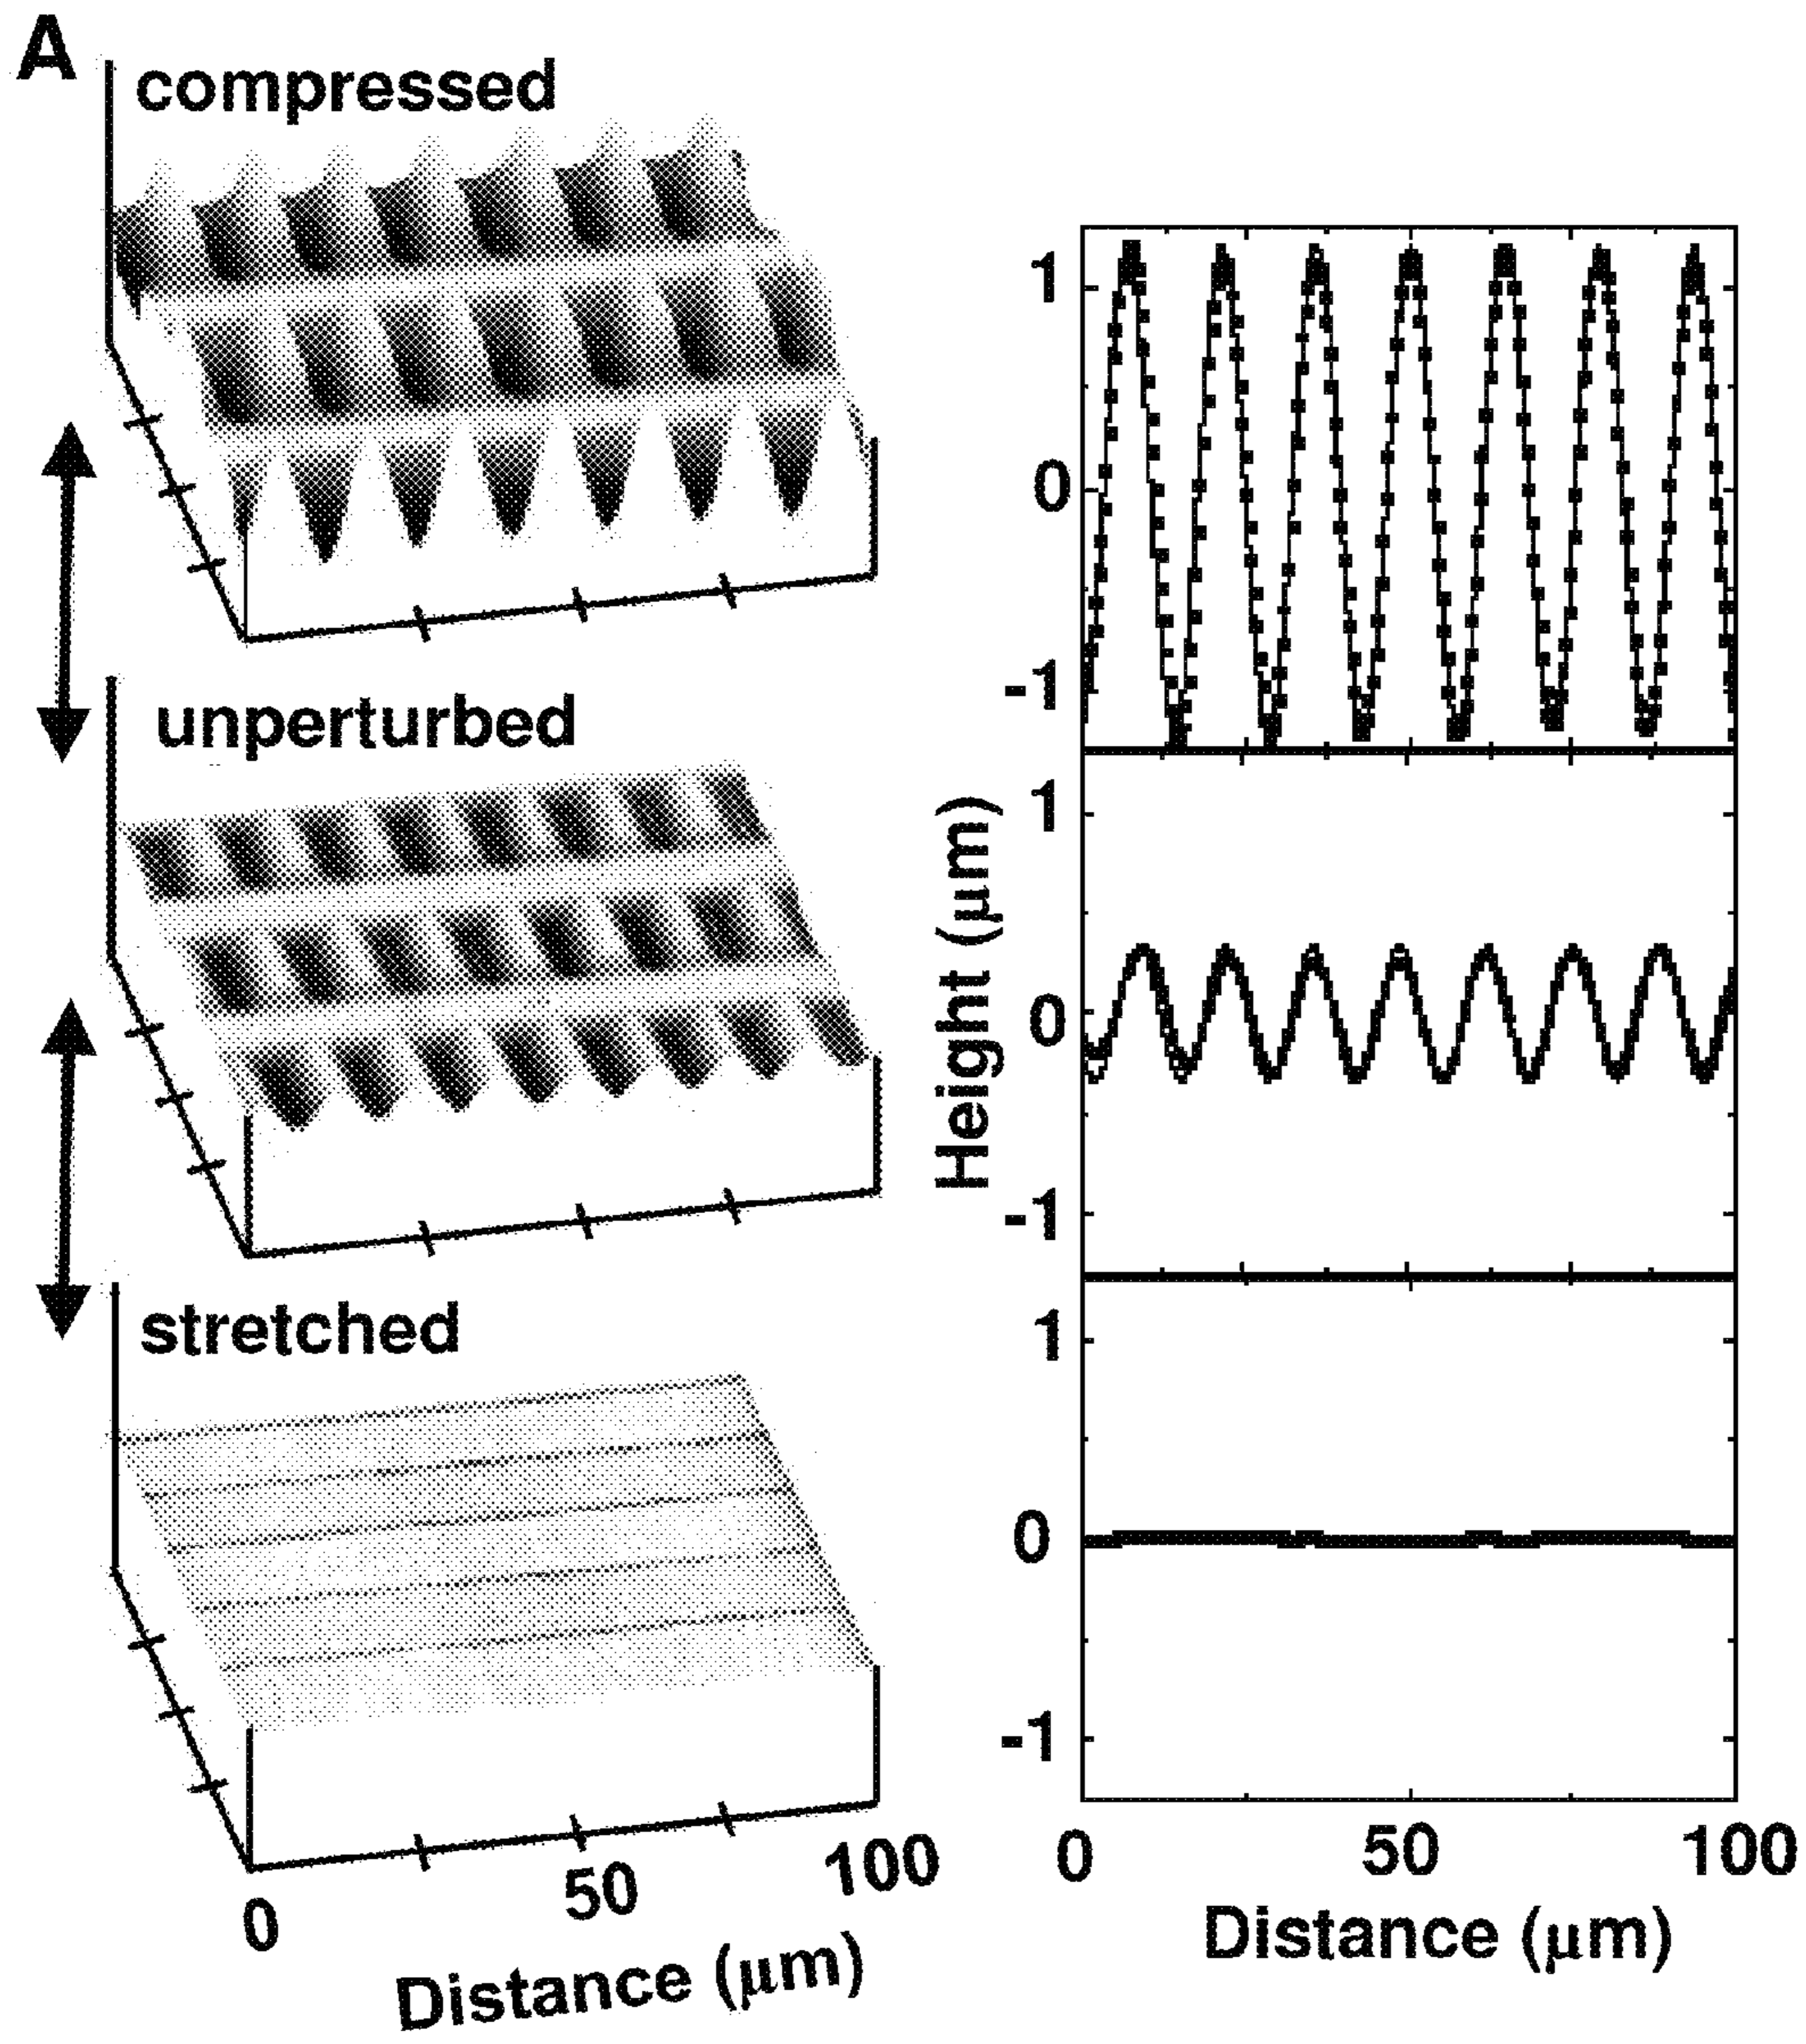 A
compressed
unperturbed
stretched
0
50
100
Distance (μm)
Height (μm)
1
0
-1
1
0
-1
1
0
-1
0
50
100
Distance (μm)